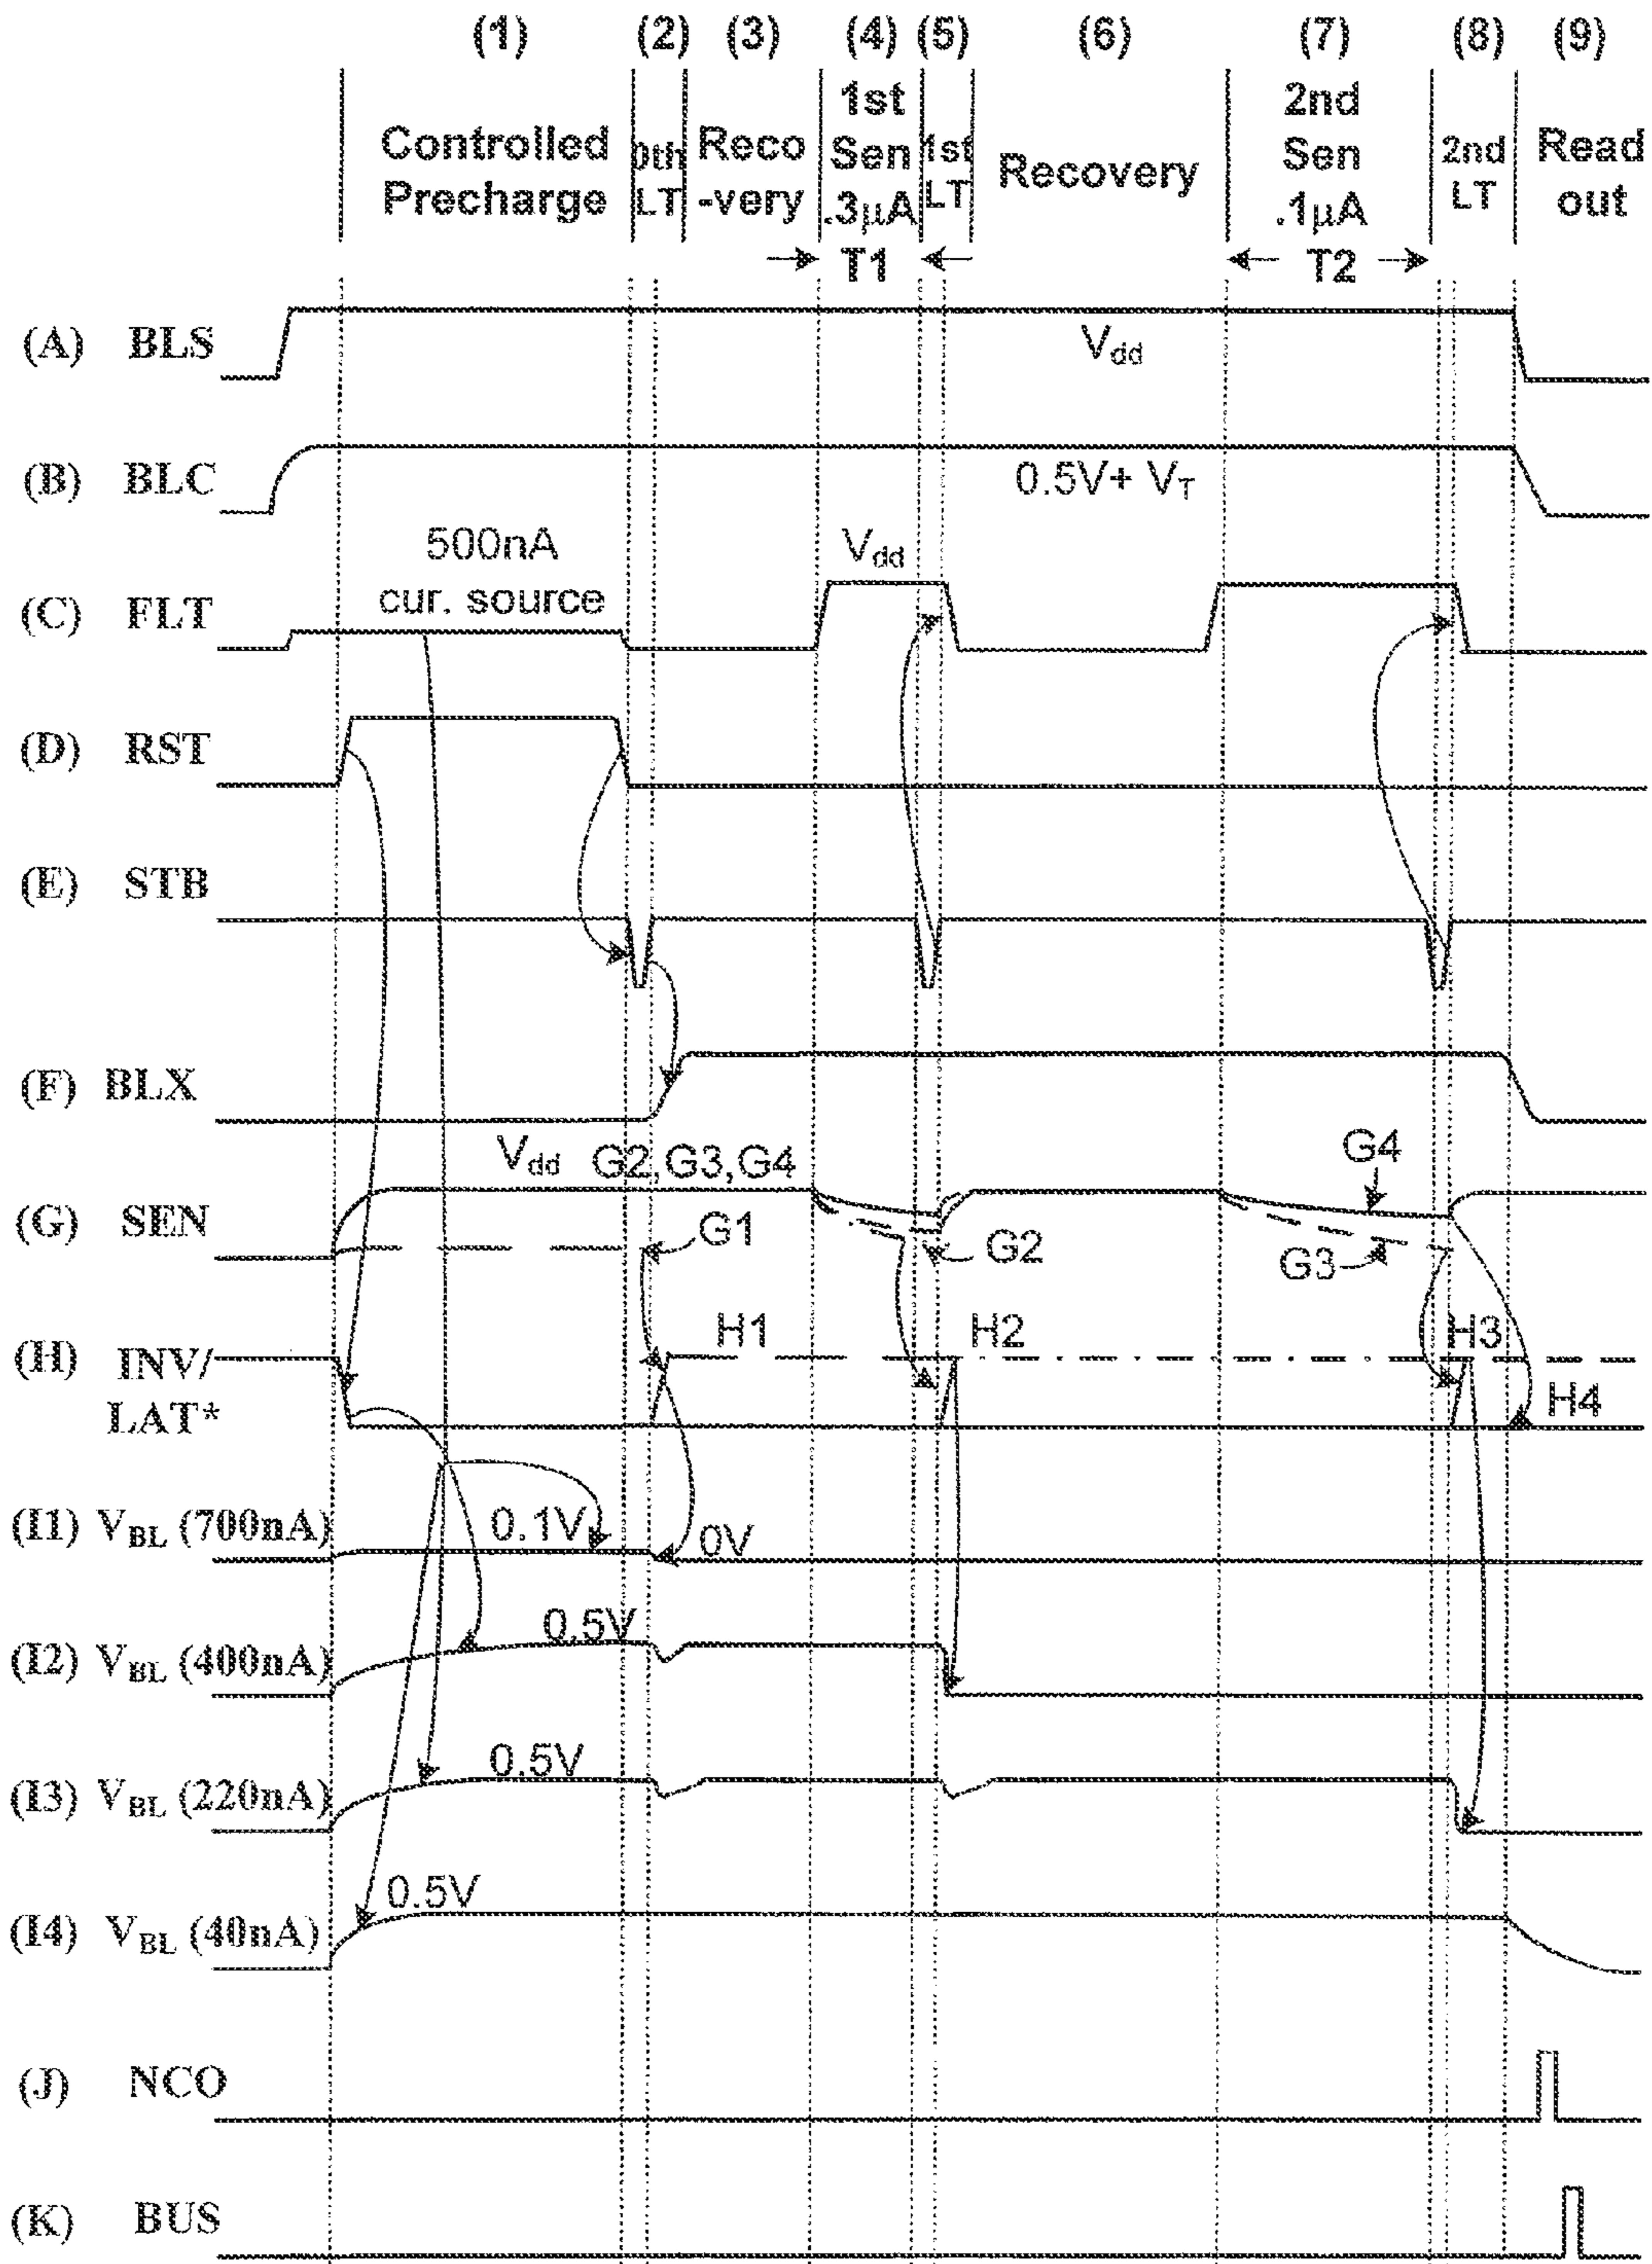 (1) (2) (3) (4) (5) (6) (7) (8) (9)
Controlled
Precharge
0th
LT
Reco
-very
1st
Sen
.3µA
T1
1st
LT
Recovery
2nd
Sen
.1µA
T2
2nd
LT
Read
out
(A) BLS
Vdd
(B) BLC
0.5V+ VT
500nA
cur. source
Vdd
(C) FLT
(D) RST
(E) STB
(F) BLX
Vdd G2,G3,G4
G4
(G) SEN
G1
G2
G3
H1 H2 H3
(H) INV/
LAT*
H4
(I1) VBL (700nA)
0.1V
0V
0.5V
(I2) VBL (400nA)
0.5V
(I3) VBL (220nA)
0.5V
(I4) VBL (40nA)
(J) NCO
(K) BUS